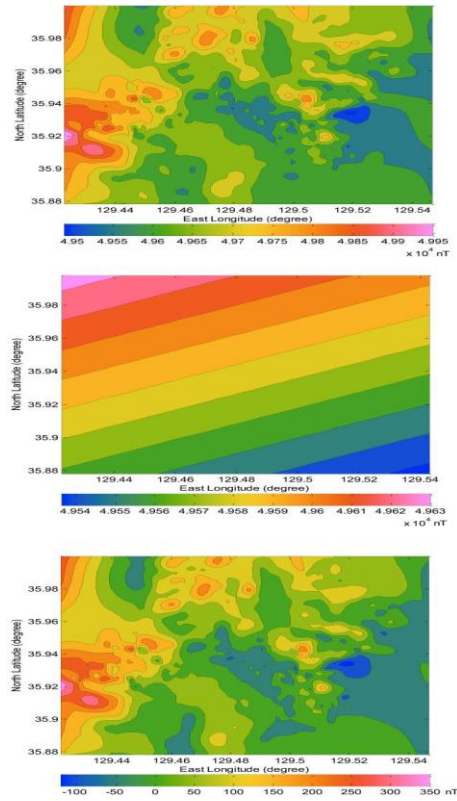 35.98
35.96
35.94
35.92
35.9
35.88
North Latitude (degree)
129.44 129.46 129.48 129.5 129.52 129.54
East Longitude (degree)
4.95 4.955 4.96 4.965 4.97 4.975 4.98 4.985 4.99 4.995
x 10⁴ nT
35.98
35.96
35.94
35.92
35.9
35.88
North Latitude (degree)
129.44 129.46 129.48 129.5 129.52 129.54
East Longitude (degree)
4.954 4.955 4.956 4.957 4.958 4.959 4.96 4.961 4.962 4.963
x 10⁴ nT
35.98
35.96
35.94
35.92
35.9
35.88
North Latitude (degree)
129.44 129.46 129.48 129.5 129.52 129.54
East Longitude (degree)
-100 -50 0 50 100 150 200 250 300 350 nT